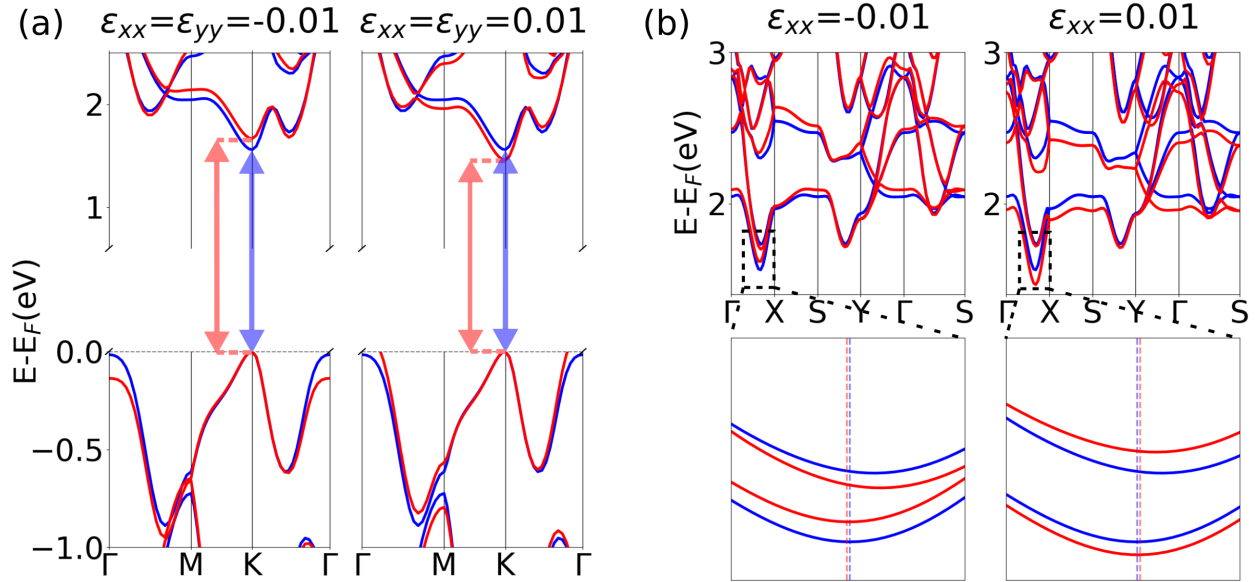 (a)
εxx=εyy=-0.01
εxx=εyy=0.01
E-EF(eV)
2
1
0.0
−0.5
−1.0
Γ M K Γ
Γ M K Γ
(b)
εxx=-0.01
εxx=0.01
E-EF(eV)
3
2
3
2
Γ X S Y Γ S
Γ X S Y Γ S